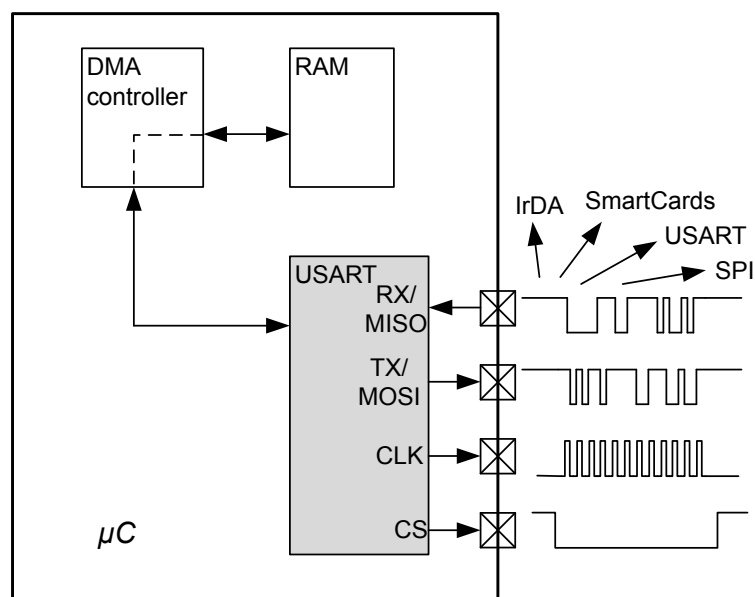 DMA
controller
RAM
IrDA
SmartCards
USART
SPI
USART
RX/
MISO
TX/
MOSI
CLK
CS
µC